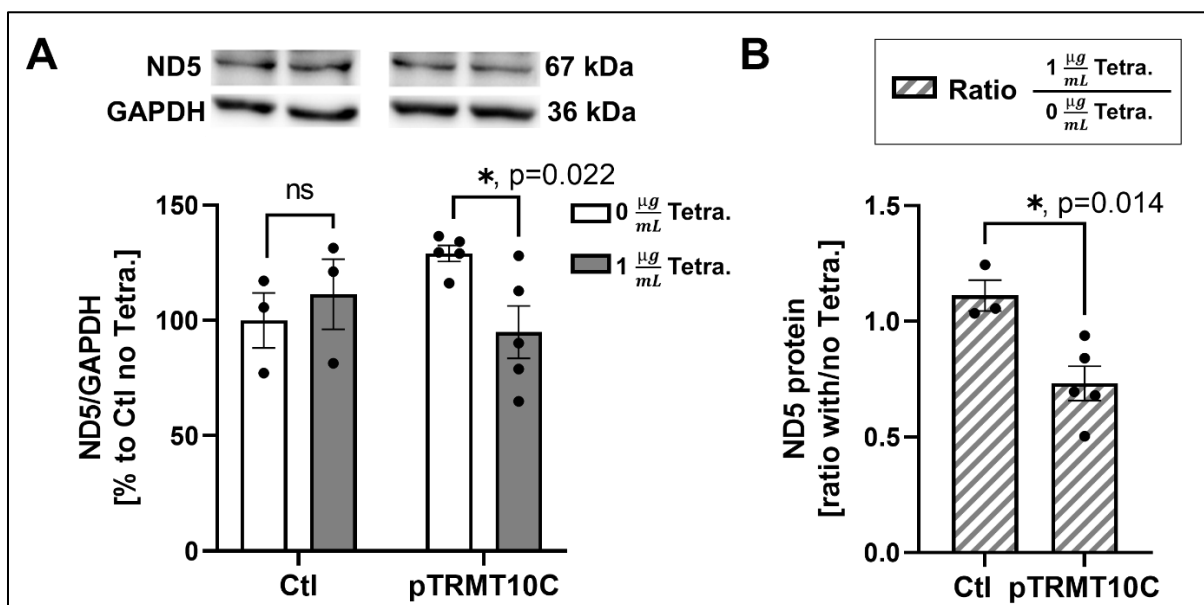 A
ND5
67 kDa
GAPDH
36 kDa
ns
*, p=0.022
0 μg/mL Tetra.
1 μg/mL Tetra.
ND5/GAPDH
[% to Ctl no Tetra.]
150
100
50
0
Ctl
pTRMT10C
B
Ratio 1 μg/mL Tetra.
0 μg/mL Tetra.
*, p=0.014
ND5 protein
[ratio with/no Tetra.]
1.5
1.0
0.5
0.0
Ctl
pTRMT10C